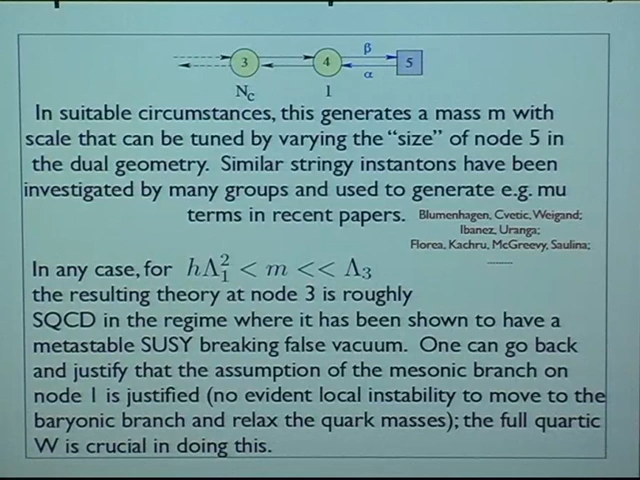 β
3 4 5
α
N_c 1
In suitable circumstances, this generates a mass m with
scale that can be tuned by varying the “size” of node 5 in
the dual geometry. Similar stringy instantons have been
investigated by many groups and used to generate e.g. mu
terms in recent papers. Blumenhagen, Cvetic, Weigand;
Ibanez, Uranga;
Florea, Kachru, McGreevy, Saulina;
.........
In any case, for hΛ₁² < m << Λ₃
the resulting theory at node 3 is roughly
SQCD in the regime where it has been shown to have a
metastable SUSY breaking false vacuum. One can go back
and justify that the assumption of the mesonic branch on
node 1 is justified (no evident local instability to move to the
baryonic branch and relax the quark masses); the full quartic
W is crucial in doing this.